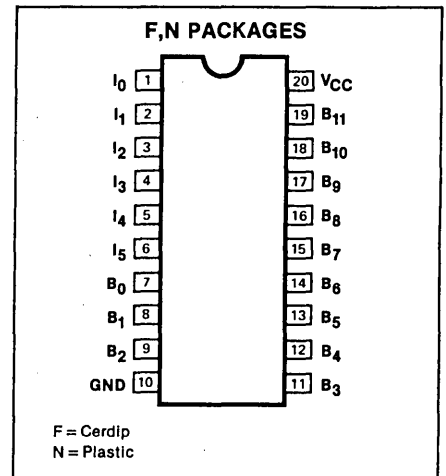 F,N PACKAGES
I0 1 20 VCC
I1 2 19 B11
I2 3 18 B10
I3 4 17 B9
I4 5 16 B8
I5 6 15 B7
B0 7 14 B6
B1 8 13 B5
B2 9 12 B4
GND 10 11 B3
F = Cerdip
N = Plastic